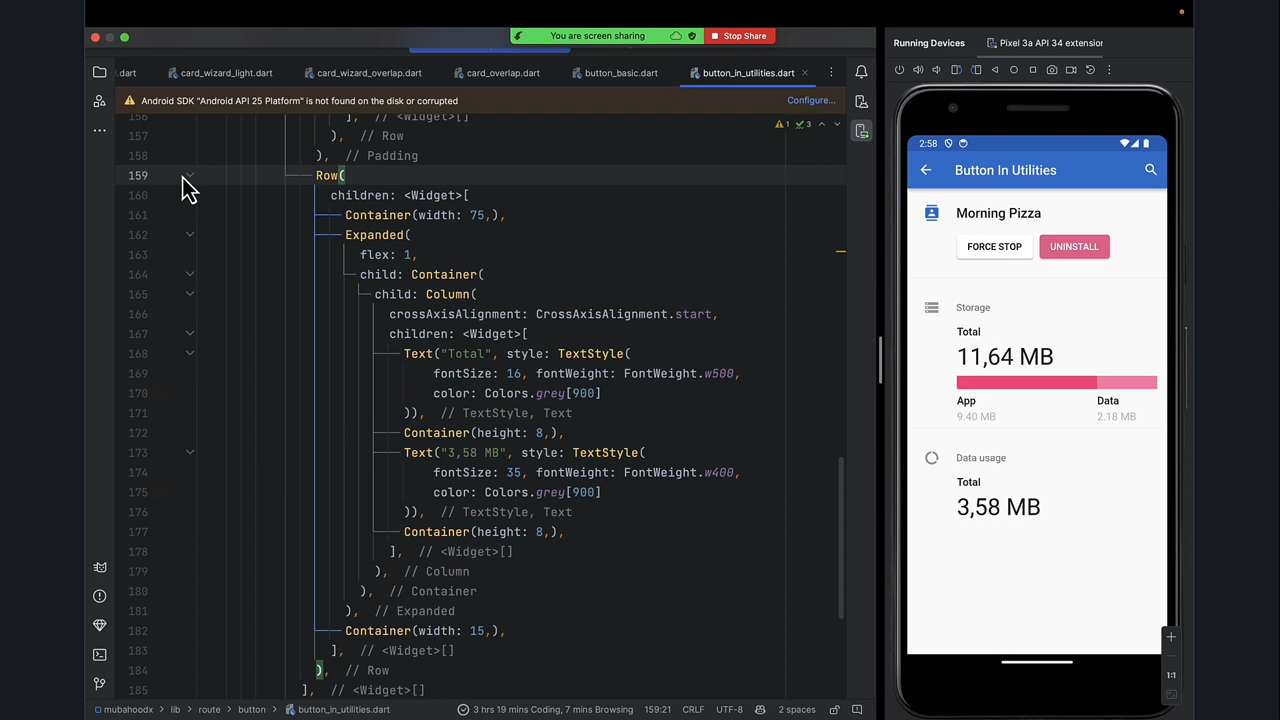 You are screen sharing
Stop Share
.dart
card_wizard_light.dart
card_wizard_overlap.dart
card_overlap.dart
button_basic.dart
button_in_utilities.dart
Android SDK "Android API 25 Platform" is not found on the disk or corrupted
Configure...
1 3
156 ], // <Widget>[]
157 ), // Row
158 ), // Padding
159 Row(
160 children: <Widget>[
161 Container(width: 75,),
162 Expanded(
163 flex: 1,
164 child: Container(
165 child: Column(
166 crossAxisAlignment: CrossAxisAlignment.start,
167 children: <Widget>[
168 Text("Total", style: TextStyle(
169 fontSize: 16, fontWeight: FontWeight.w500,
170 color: Colors.grey[900]
171 )), // TextStyle, Text
172 Container(height: 8,),
173 Text("3,58 MB", style: TextStyle(
174 fontSize: 35, fontWeight: FontWeight.w400,
175 color: Colors.grey[900]
176 )), // TextStyle, Text
177 Container(height: 8,),
178 ], // <Widget>[]
179 ), // Column
180 ), // Container
181 ), // Expanded
182 Container(width: 15,),
183 ], // <Widget>[]
184 ), // Row
185 ], // <Widget>[]
mubahoodx > lib > route > button > button_in_utilities.dart
3 hrs 19 mins Coding, 7 mins Browsing
159:21
CRLF
UTF-8
2 spaces
Running Devices
Pixel 3a API 34 extension
2:58
Button In Utilities
Morning Pizza
FORCE STOP
UNINSTALL
Storage
Total
11,64 MB
App
Data
9.40 MB
2.18 MB
Data usage
Total
3,58 MB
1:1